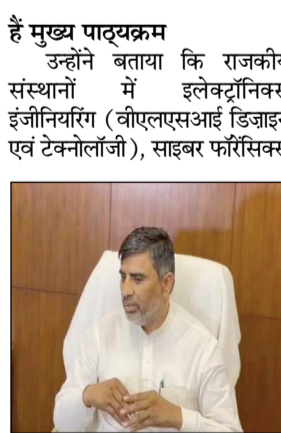 हैं मुख्य पाठ्यक्रम
उन्होंने बताया कि राजकीय
संस्थानों में इलेक्ट्रॉनिक्स
इंजीनियरिंग (वीएलएसआई डिज़ाइन
एवं टेक्नोलॉजी), साइबर फॉरेंसिक्स